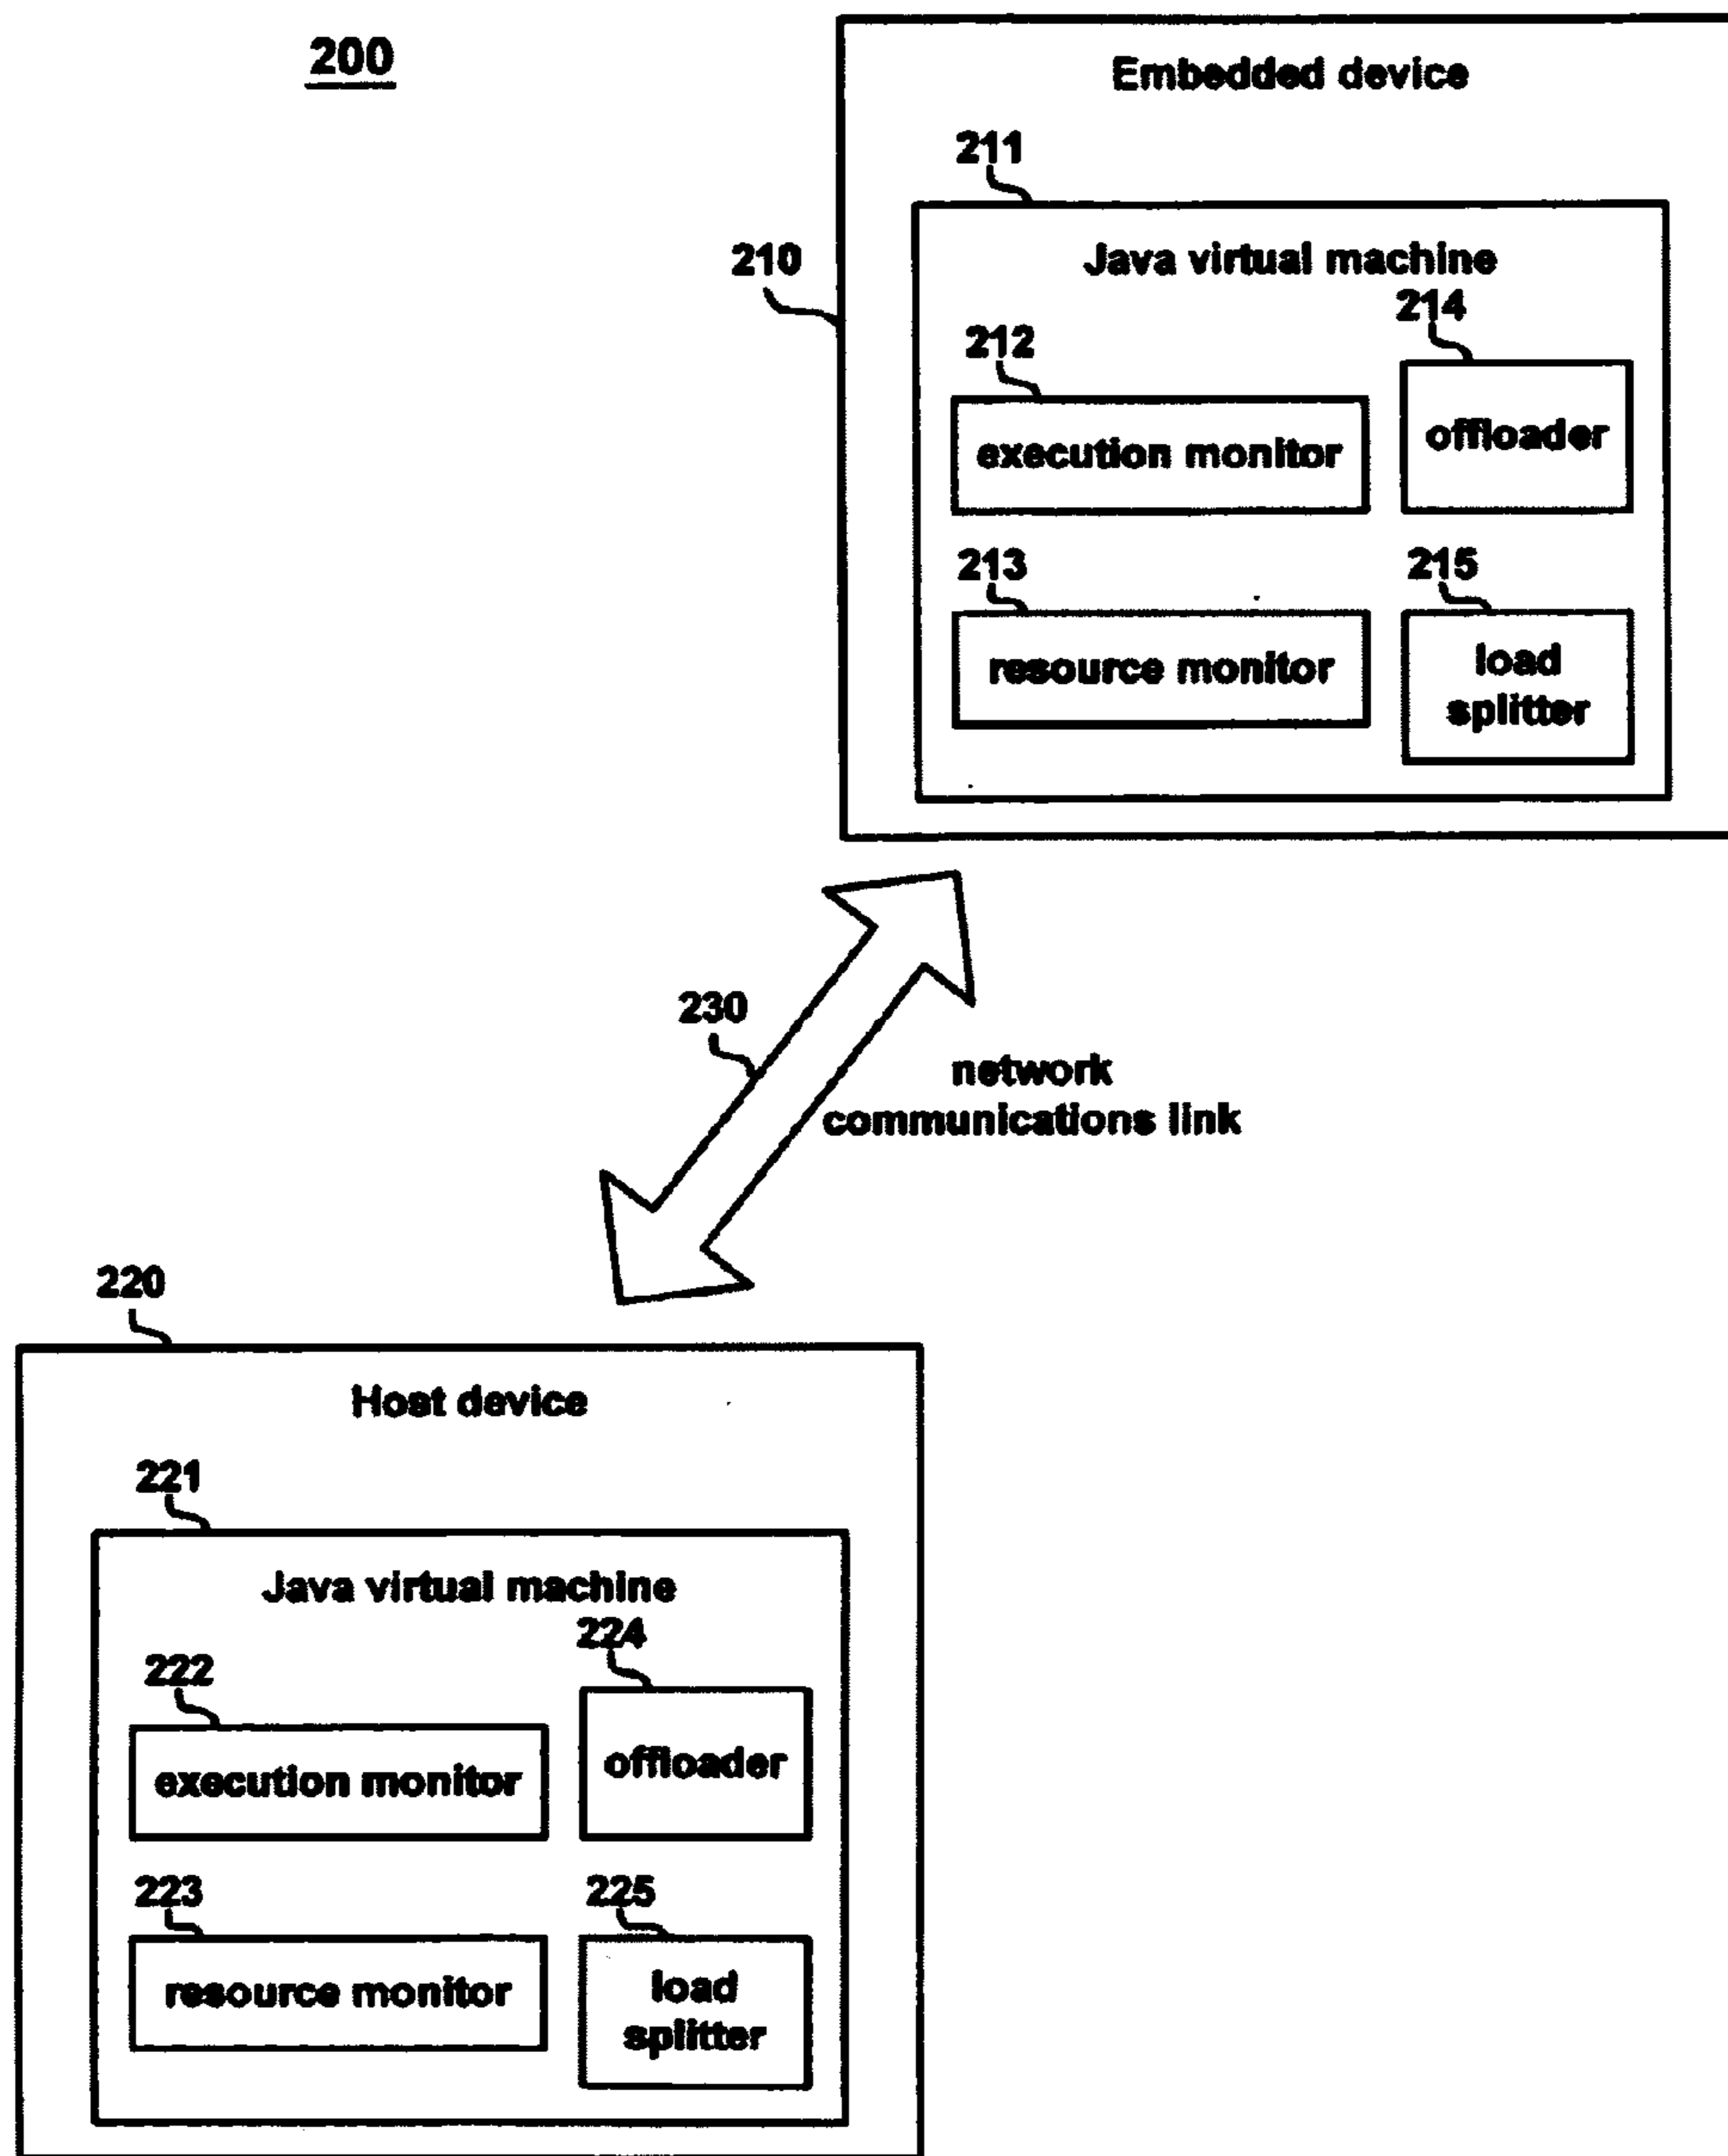 200
Embedded device
211
210
Java virtual machine
214
212
execution monitor
offloader
213
215
resource monitor
load
splitter
230
network
communications link
220
Host device
221
Java virtual machine
224
222
execution monitor
offloader
223
225
resource monitor
load
splitter